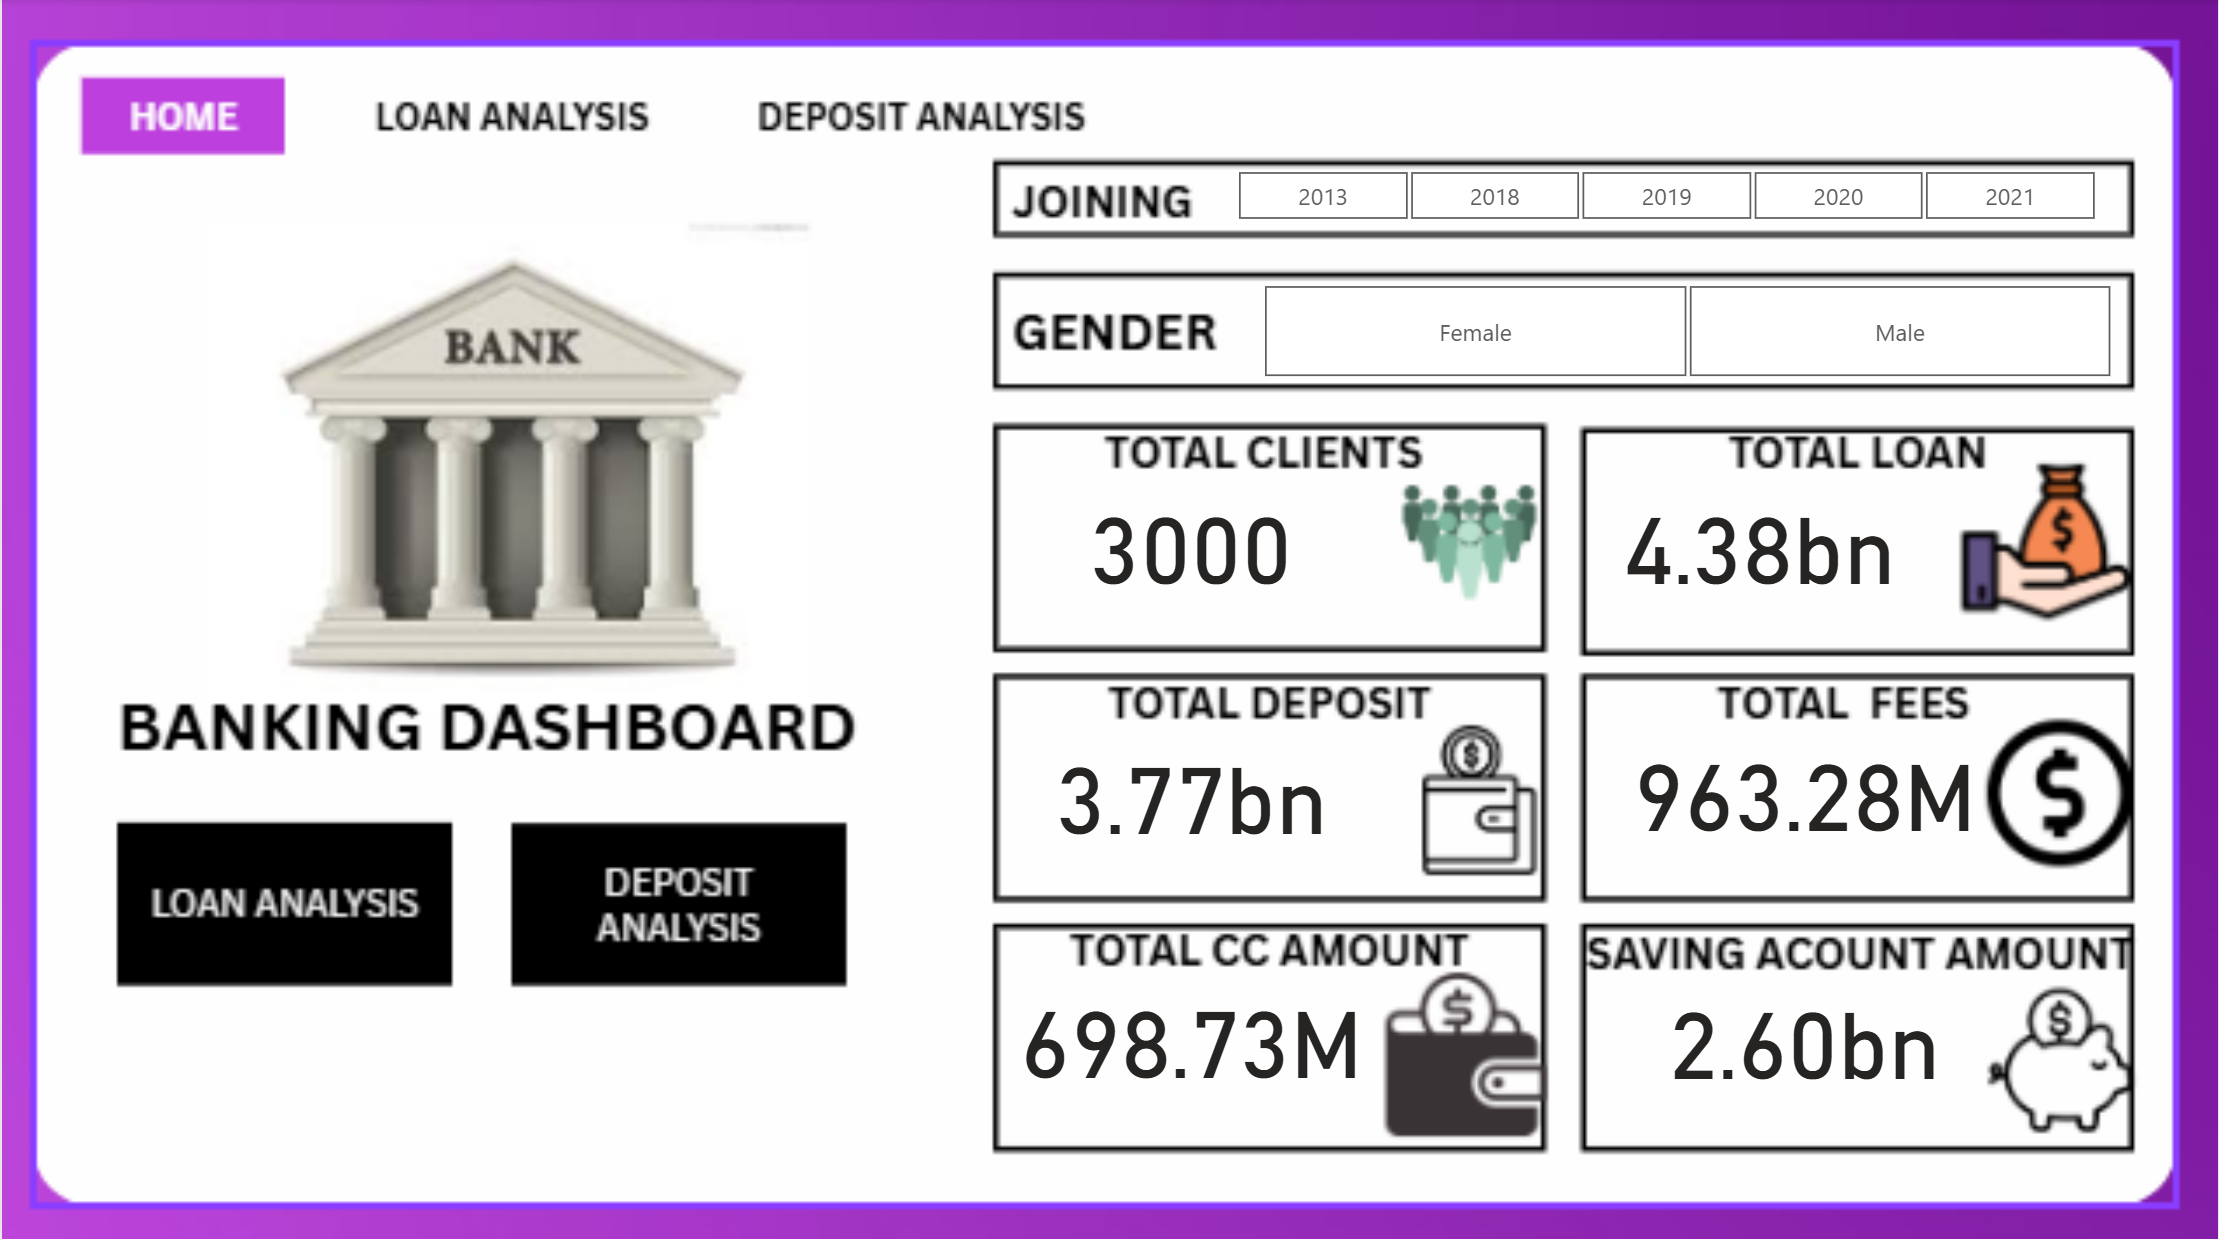 HOME
LOAN ANALYSIS
DEPOSIT ANALYSIS
JOINING
2013
2018
2019
2020
2021
GENDER
Female
Male
BANK
BANKING DASHBOARD
LOAN ANALYSIS
DEPOSIT
ANALYSIS
TOTAL CLIENTS
3000
TOTAL LOAN
4.38bn
$
TOTAL DEPOSIT
3.77bn
$
TOTAL  FEES
963.28M
$
TOTAL CC AMOUNT
698.73M
$
SAVING ACOUNT AMOUNT
2.60bn
$